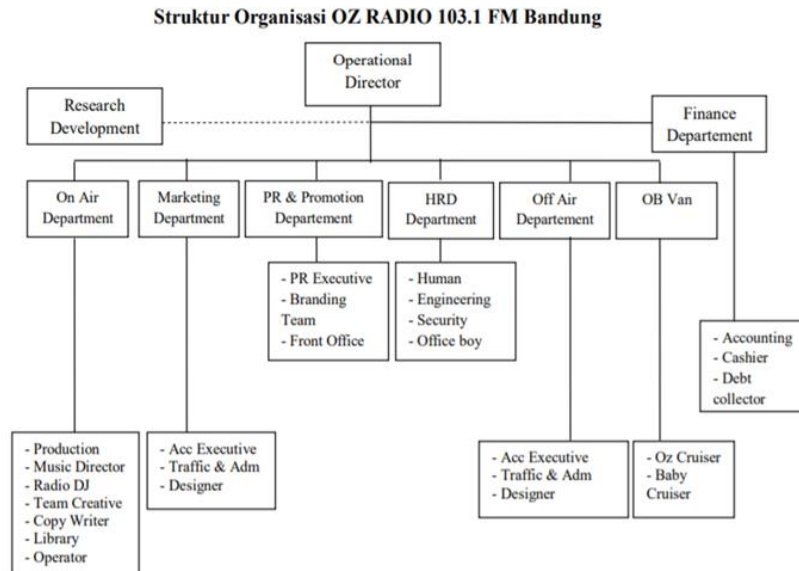 Struktur Organisasi OZ RADIO 103.1 FM Bandung
Operational
Director
Research
Development
Finance
Departement
On Air
Department
Marketing
Department
PR & Promotion
Departement
HRD
Department
Off Air
Departement
OB Van
- PR Executive
- Branding
Team
- Front Office
- Human
- Engineering
- Security
- Office boy
- Accounting
- Cashier
- Debt
collector
- Production
- Music Director
- Radio DJ
- Team Creative
- Copy Writer
- Library
- Operator
- Acc Executive
- Traffic & Adm
- Designer
- Acc Executive
- Traffic & Adm
- Designer
- Oz Cruiser
- Baby
Cruiser